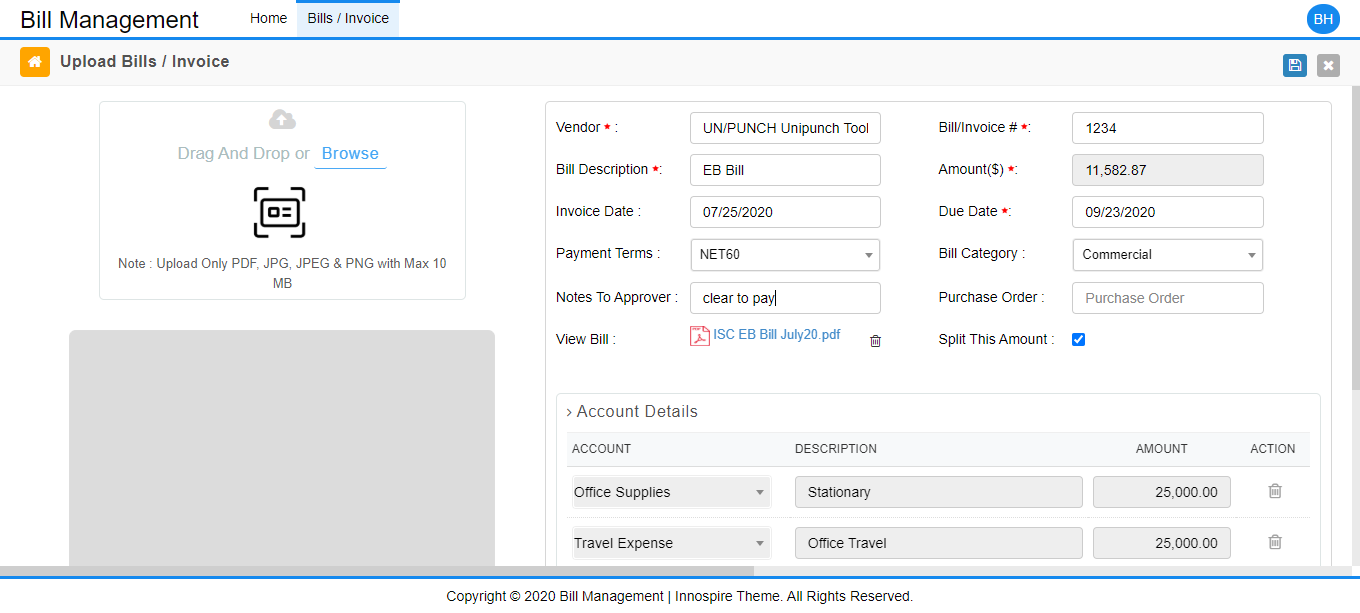 Bill Management Home Bills / Invoice BH
Upload Bills / Invoice
Drag And Drop or Browse
Note : Upload Only PDF, JPG, JPEG & PNG with Max 10
MB
Vendor * : UN/PUNCH Unipunch Tool Bill/Invoice # *: 1234
Bill Description *: EB Bill Amount($) *: 11,582.87
Invoice Date : 07/25/2020 Due Date *: 09/23/2020
Payment Terms : NET60 Bill Category : Commercial
Notes To Approver : clear to pay Purchase Order : Purchase Order
View Bill : ISC EB Bill July20.pdf Split This Amount :
> Account Details
ACCOUNT DESCRIPTION AMOUNT ACTION
Office Supplies Stationary 25,000.00
Travel Expense Office Travel 25,000.00
Copyright © 2020 Bill Management | Innospire Theme. All Rights Reserved.